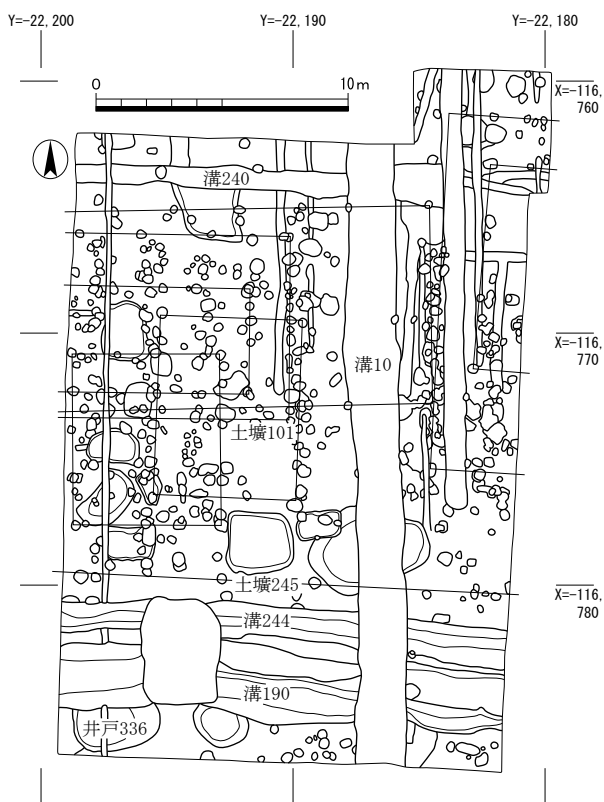 Y=-22,200
Y=-22,190
Y=-22,180
0
10m
X=-116,
760
溝240
X=-116,
770
溝10
土壙101
土壙245
X=-116,
780
溝244
溝190
井戸336